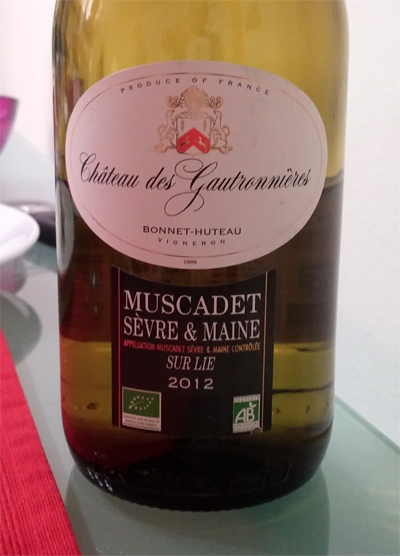 PRODUCE OF FRANCE
Château des Gautronnières
BONNET-HUTEAU
VIGNERON
MUSCADET
SÈVRE & MAINE
APPELLATION MUSCADET SÈVRE & MAINE CONTRÔLÉE
SUR LIE
2012
AB